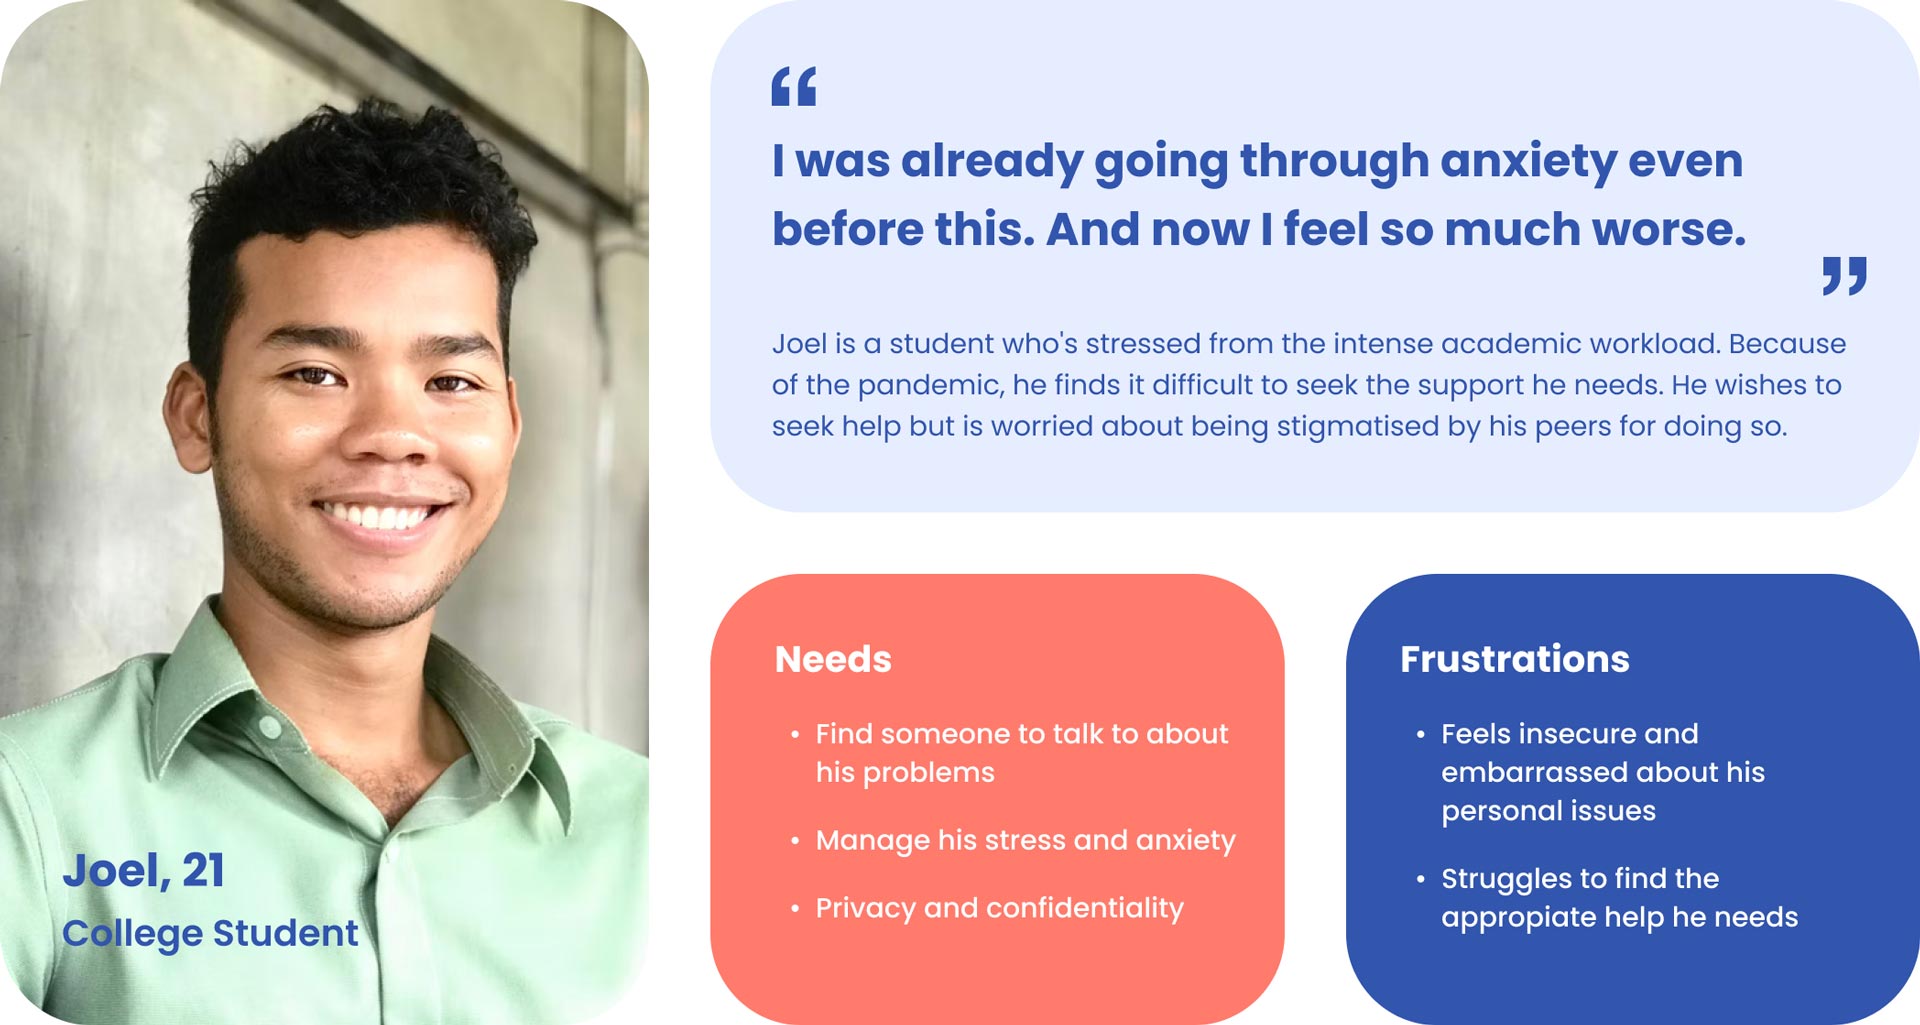 “
I was already going through anxiety even
before this. And now I feel so much worse.
”
Joel is a student who's stressed from the intense academic workload. Because
of the pandemic, he finds it difficult to seek the support he needs. He wishes to
seek help but is worried about being stigmatised by his peers for doing so.
Joel, 21
College Student
Needs
• Find someone to talk to about
his problems
• Manage his stress and anxiety
• Privacy and confidentiality
Frustrations
• Feels insecure and
embarrassed about his
personal issues
• Struggles to find the
appropiate help he needs